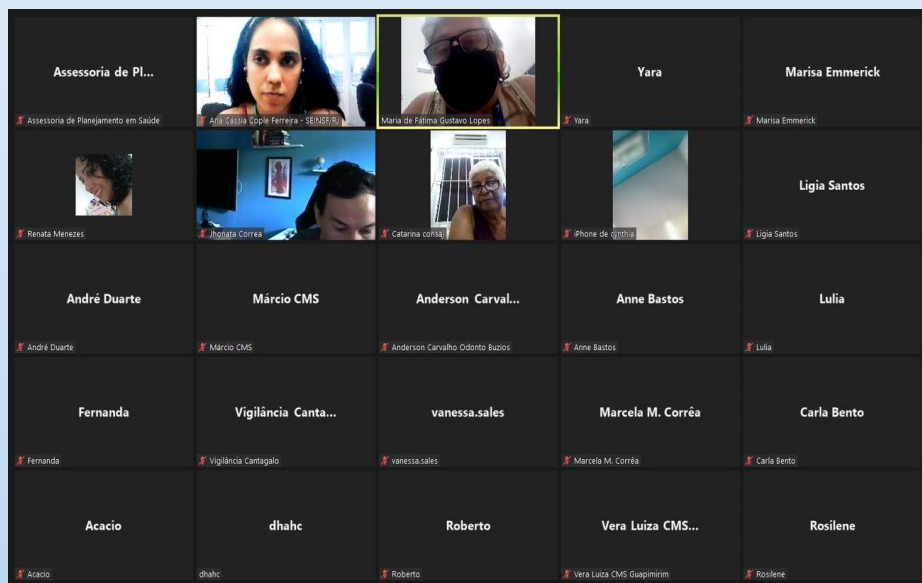 Assessoria de Pl...
Yara
Marisa Emmerick
Assessoria de Planejamento em Saúde
Ana Cássia Cople Ferreira - SEINSF/RJ
Maria de Fátima Gustavo Lopes
Yara
Marisa Emmerick
Ligia Santos
Renata Menezes
Jhonata Correa
Catarina consaj
iPhone de cynthia
Ligia Santos
André Duarte
Márcio CMS
Anderson Carval...
Anne Bastos
Lulia
André Duarte
Márcio CMS
Anderson Carvalho Odonto Buzios
Anne Bastos
Lulia
Fernanda
Vigilância Canta...
vanessa.sales
Marcela M. Corrêa
Carla Bento
Fernanda
Vigilância Cantagalo
vanessa.sales
Marcela M. Corrêa
Carla Bento
Acacio
dhahc
Roberto
Vera Luiza CMS...
Rosilene
Acacio
dhahc
Roberto
Vera Luiza CMS Guapimirim
Rosilene